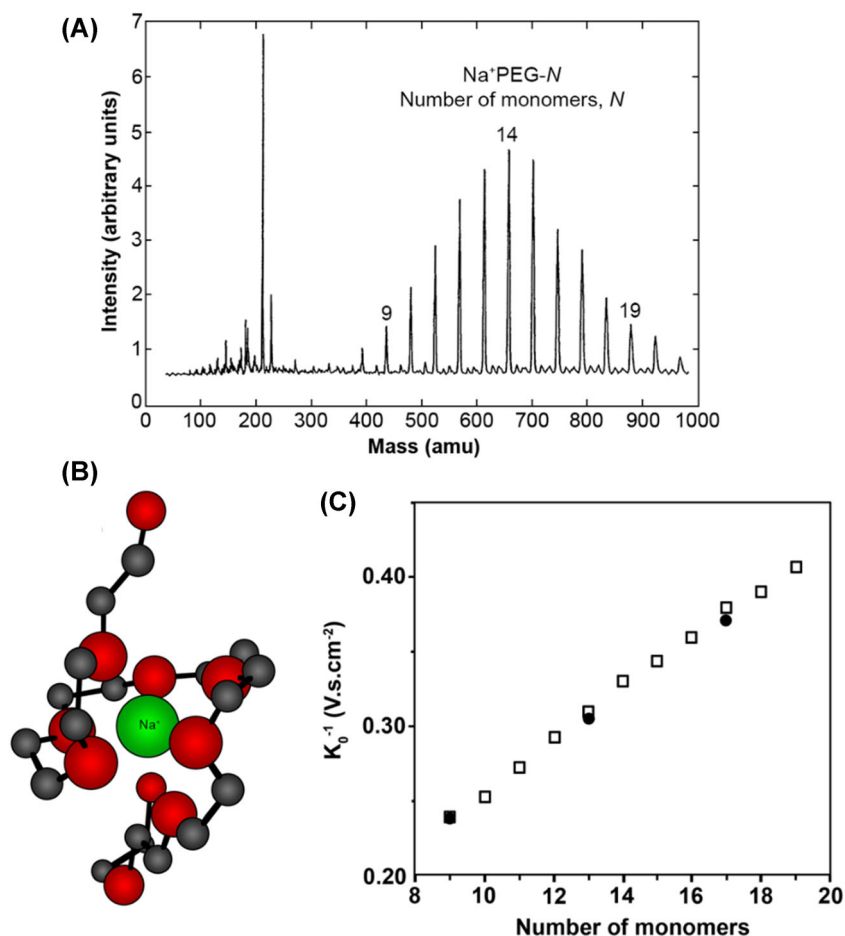 (A)
Intensity (arbitrary units)
7
6
5
4
3
2
1
0
Na⁺PEG-N
Number of monomers, N
14
9
19
0 100 200 300 400 500 600 700 800 900 1000
Mass (amu)
(B)
Na⁺
(C)
K₀⁻¹ (V.s.cm⁻²)
0.40
0.30
0.20
8 10 12 14 16 18 20
Number of monomers